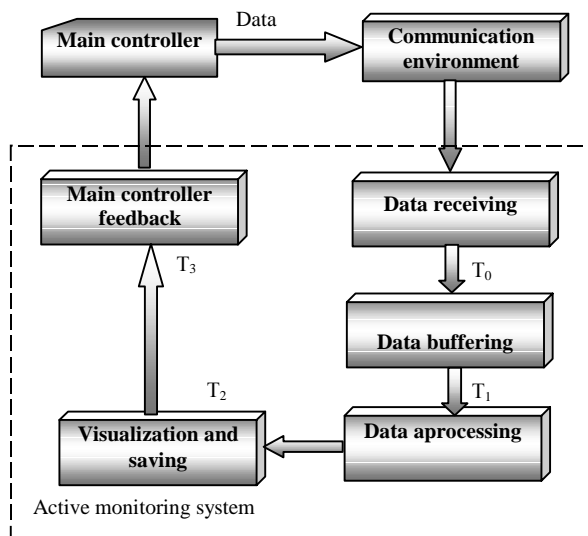 Main controller
Data
Communication
environment
Main controller
feedback
Data receiving
T3
T0
Data buffering
T2
T1
Visualization and
saving
Data aprocessing
Active monitoring system